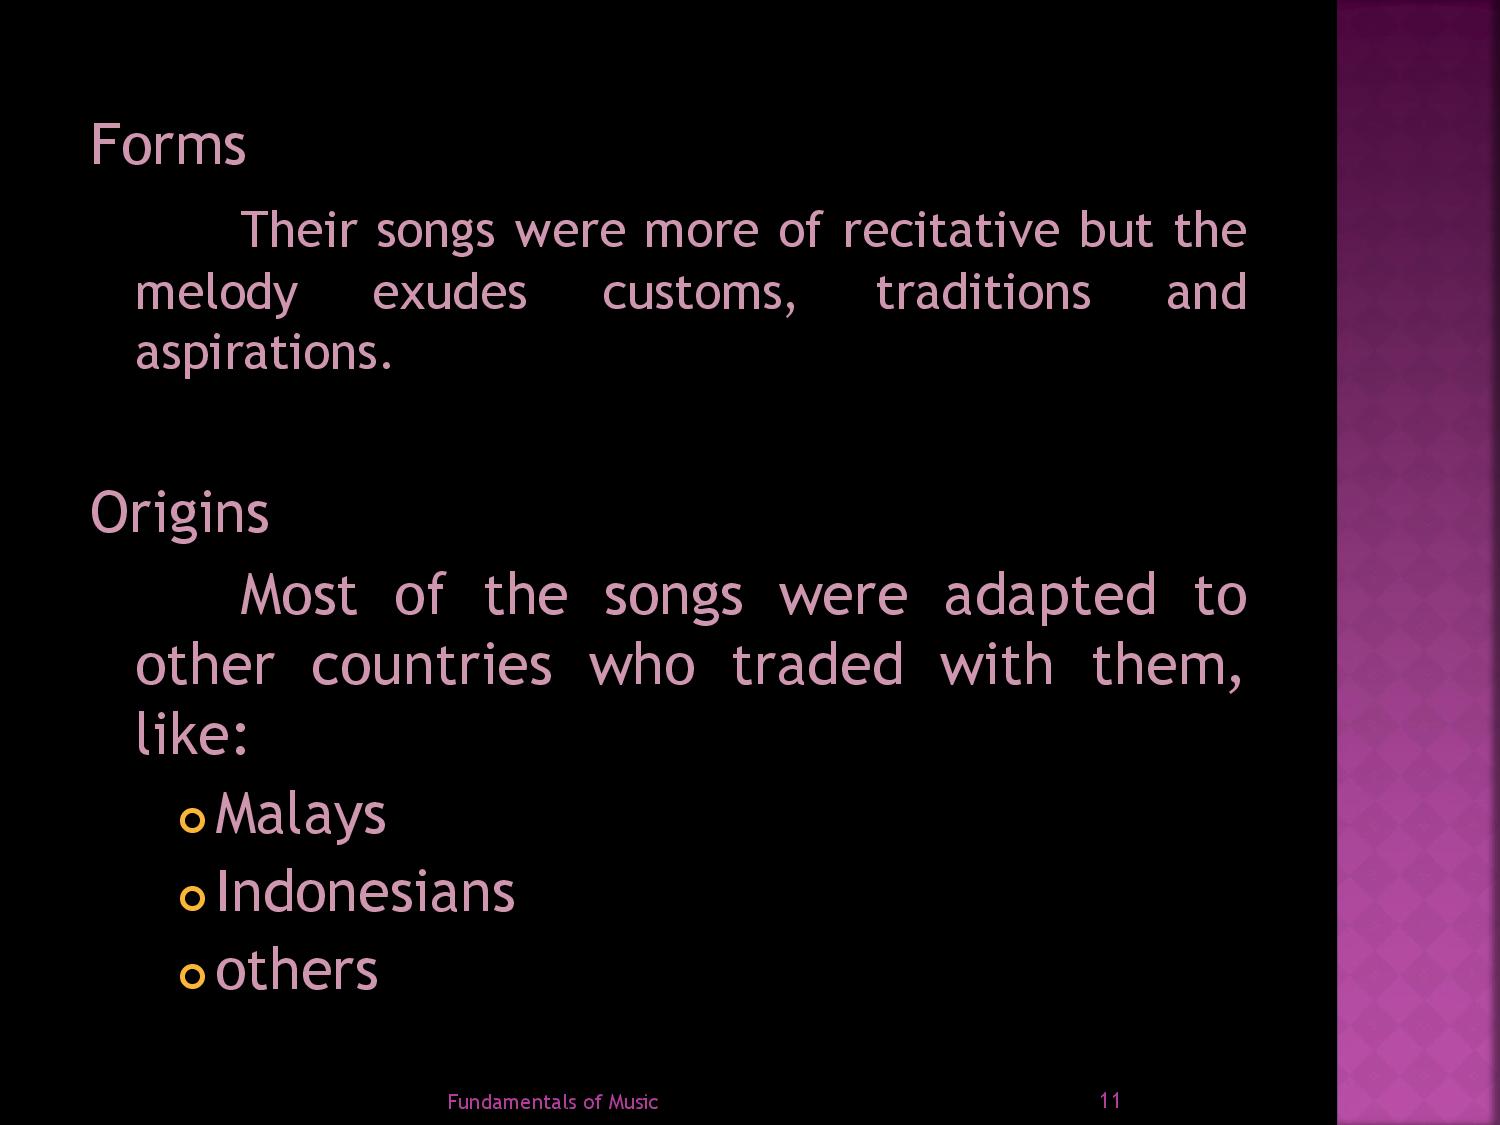 Forms
Their songs were more of recitative but the
melody exudes customs, traditions and
aspirations.
Origins
Most of the songs were adapted to
other countries who traded with them,
like:
Malays
Indonesians
others
Fundamentals of Music 11